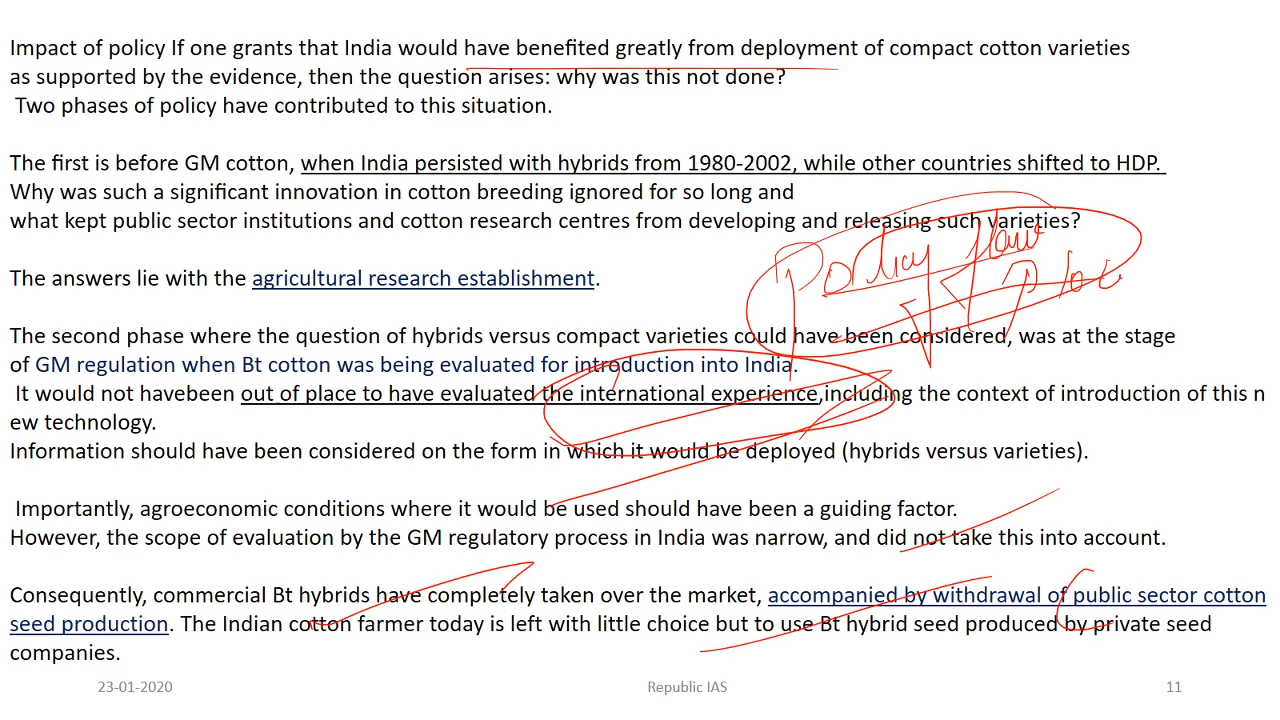 Impact of policy If one grants that India would have benefited greatly from deployment of compact cotton varieties
as supported by the evidence, then the question arises: why was this not done?
Two phases of policy have contributed to this situation.
The first is before GM cotton, when India persisted with hybrids from 1980-2002, while other countries shifted to HDP.
Why was such a significant innovation in cotton breeding ignored for so long and
what kept public sector institutions and cotton research centres from developing and releasing such varieties?
Policy flaw
The answers lie with the agricultural research establishment.
The second phase where the question of hybrids versus compact varieties could have been considered, was at the stage
of GM regulation when Bt cotton was being evaluated for introduction into India.
It would not havebeen out of place to have evaluated the international experience,including the context of introduction of this n
ew technology.
Information should have been considered on the form in which it would be deployed (hybrids versus varieties).
Importantly, agroeconomic conditions where it would be used should have been a guiding factor.
However, the scope of evaluation by the GM regulatory process in India was narrow, and did not take this into account.
Consequently, commercial Bt hybrids have completely taken over the market, accompanied by withdrawal of public sector cotton
seed production. The Indian cotton farmer today is left with little choice but to use Bt hybrid seed produced by private seed
companies.
23-01-2020
Republic IAS
11